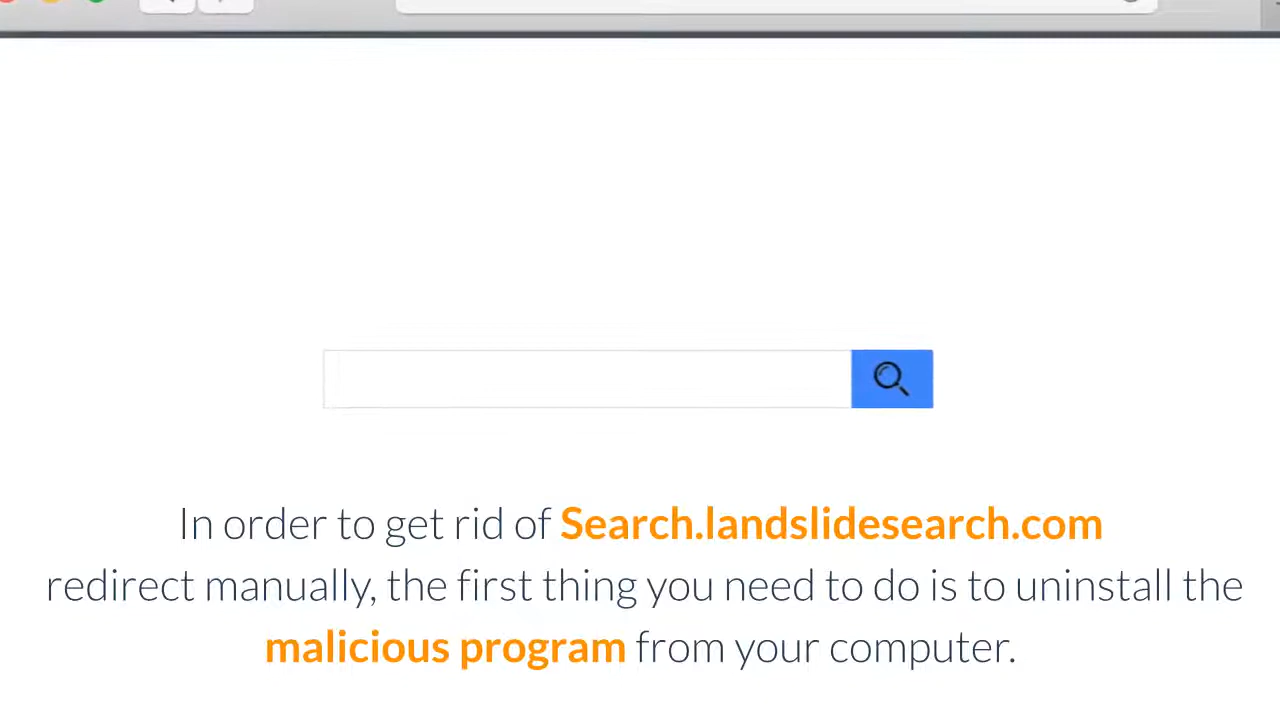 In order to get rid of Search.landslidesearch.com
redirect manually, the first thing you need to do is to uninstall the
malicious program from your computer.